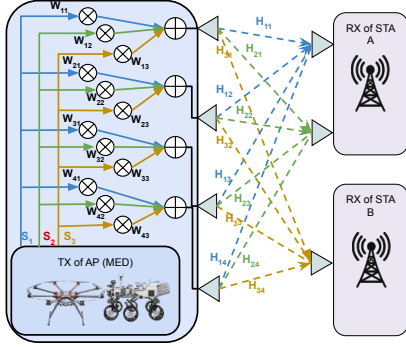 W11
H11
RX of STA
A
W12
H31
W13
H21
W21
H12
W22
H22
W23
H32
W31
H13
W32
W33
RX of STA
B
W41
H23
H33
W42
W43
S1 S2 S3
H14
H24
TX of AP (MED)
H34